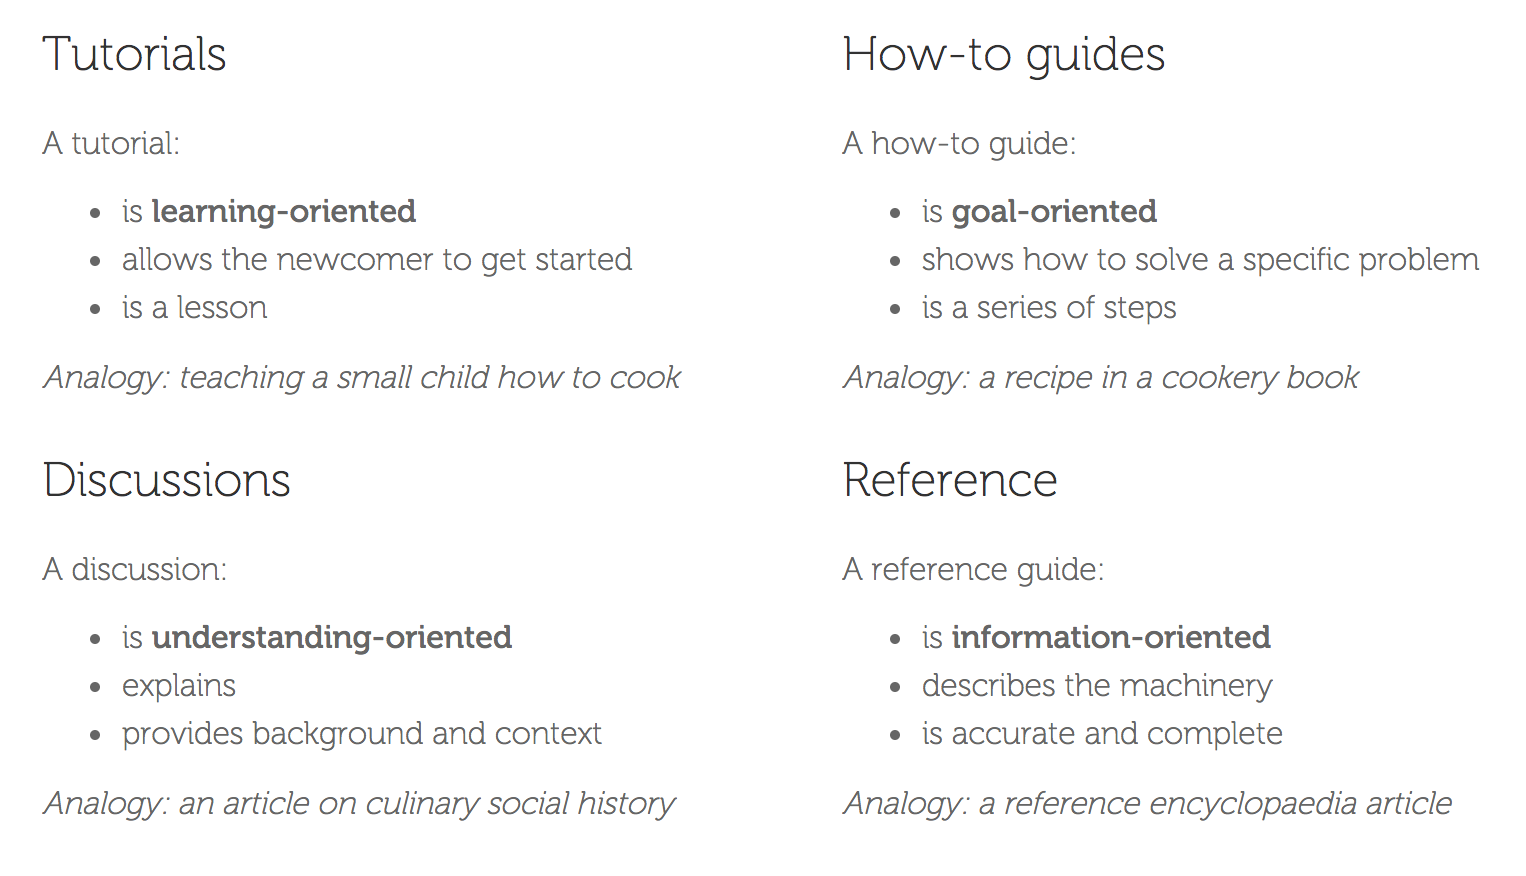 Tutorials
A tutorial:
• is learning-oriented
• allows the newcomer to get started
• is a lesson
Analogy: teaching a small child how to cook
How-to guides
A how-to guide:
• is goal-oriented
• shows how to solve a specific problem
• is a series of steps
Analogy: a recipe in a cookery book
Discussions
A discussion:
• is understanding-oriented
• explains
• provides background and context
Analogy: an article on culinary social history
Reference
A reference guide:
• is information-oriented
• describes the machinery
• is accurate and complete
Analogy: a reference encyclopaedia article